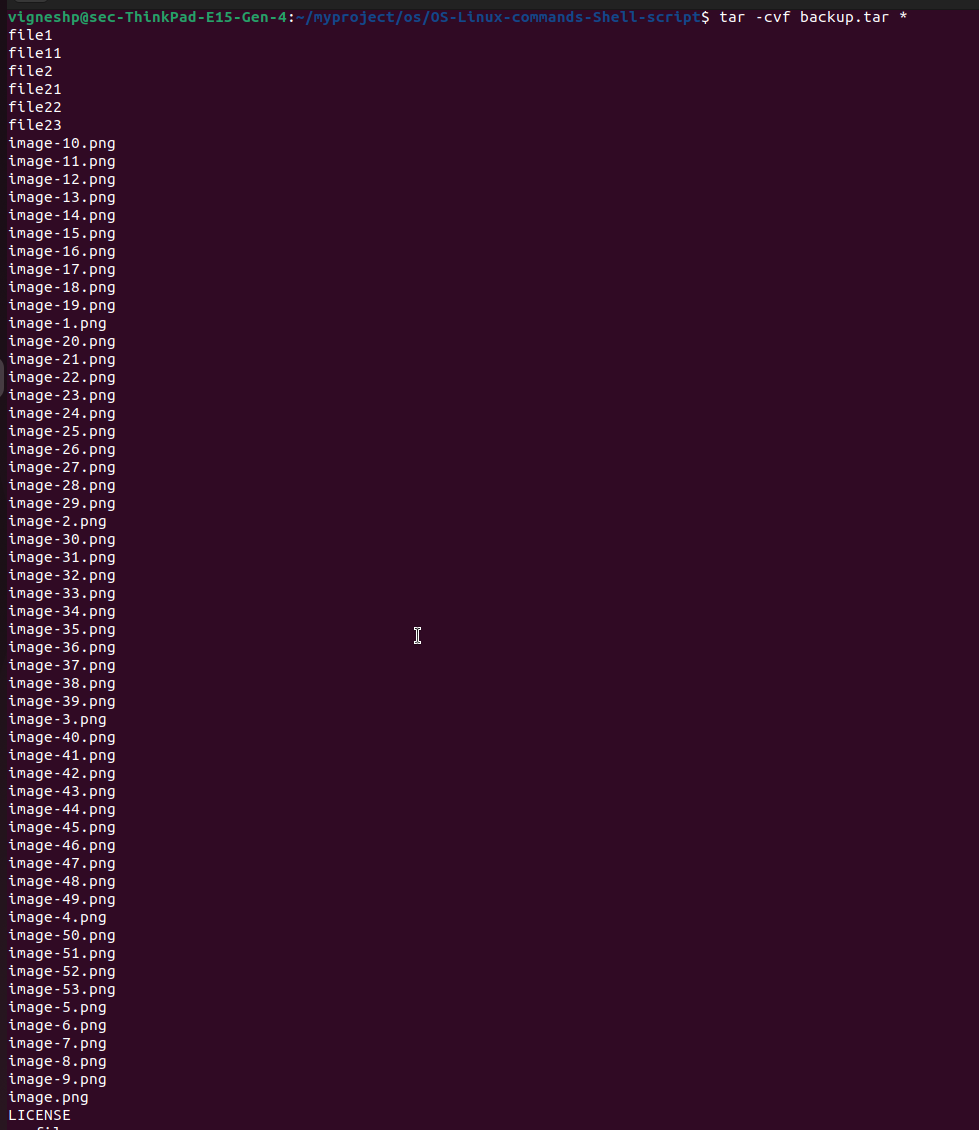 vigneshp@sec-ThinkPad-E15-Gen-4:~/myproject/os/OS-Linux-commands-Shell-script$ tar -cvf backup.tar *
file1
file11
file2
file21
file22
file23
image-10.png
image-11.png
image-12.png
image-13.png
image-14.png
image-15.png
image-16.png
image-17.png
image-18.png
image-19.png
image-1.png
image-20.png
image-21.png
image-22.png
image-23.png
image-24.png
image-25.png
image-26.png
image-27.png
image-28.png
image-29.png
image-2.png
image-30.png
image-31.png
image-32.png
image-33.png
image-34.png
image-35.png
image-36.png
image-37.png
image-38.png
image-39.png
image-3.png
image-40.png
image-41.png
image-42.png
image-43.png
image-44.png
image-45.png
image-46.png
image-47.png
image-48.png
image-49.png
image-4.png
image-50.png
image-51.png
image-52.png
image-53.png
image-5.png
image-6.png
image-7.png
image-8.png
image-9.png
image.png
LICENSE